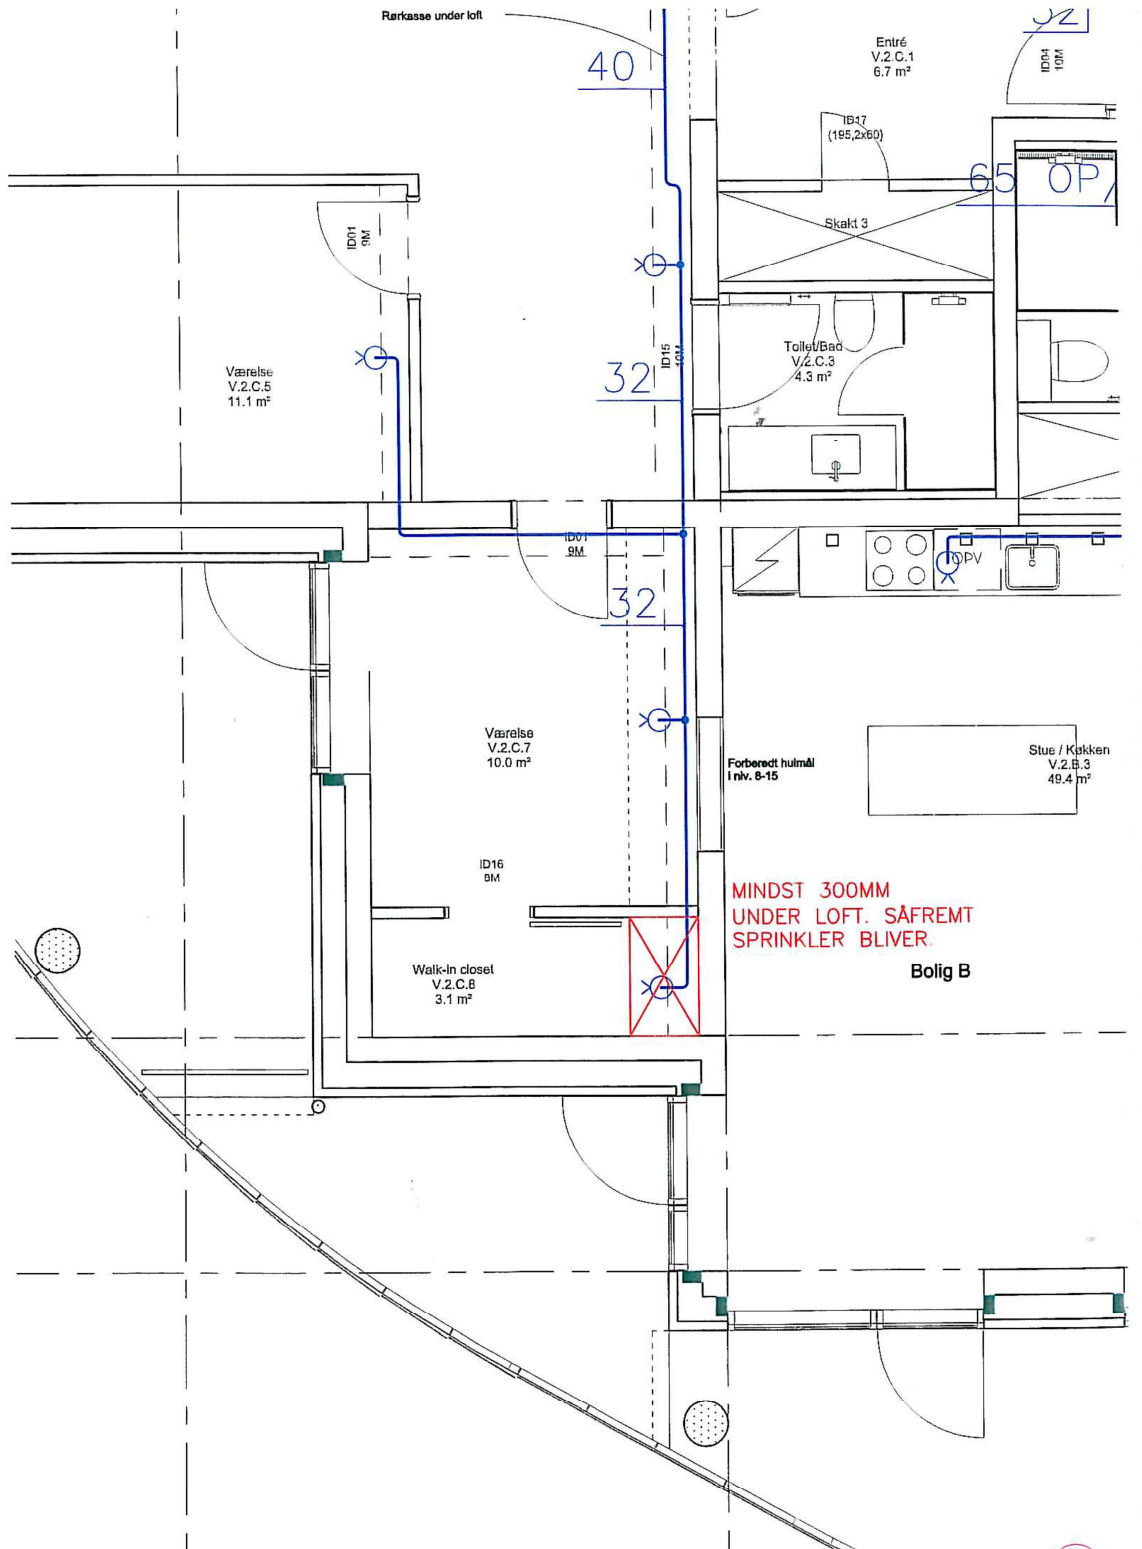 Rørkasse under loft
40
Entré
V.2.C.1
6.7 m²
ID04
10M
ID17
(195,2x60)
65 OP
Skakt 3
ID01
9M
Værelse
V.2.C.5
11.1 m²
ID15
10M
32
Toilet/Bad
V.2.C.3
4.3 m²
ID01
9M
OPV
32
Værelse
V.2.C.7
10.0 m²
Forberedt hulmål
i niv. 8-15
Stue / Køkken
V.2.B.3
49.4 m²
ID16
8M
MINDST 300MM
UNDER LOFT. SÅFREMT
SPRINKLER BLIVER.
Bolig B
Walk-in closet
V.2.C.8
3.1 m²